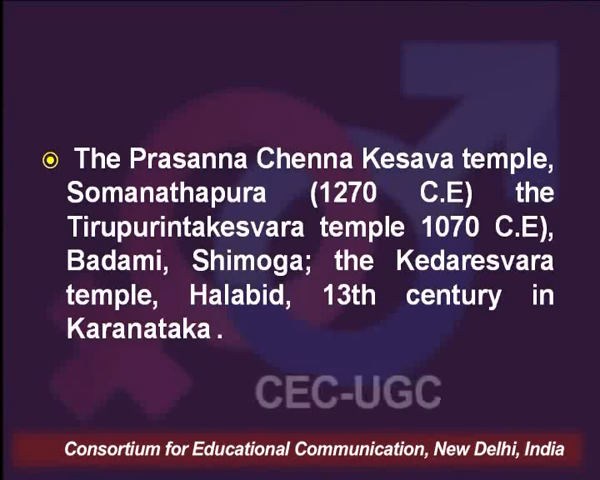 The Prasanna Chenna Kesava temple,
Somanathapura (1270 C.E) the
Tirupurintakesvara temple 1070 C.E),
Badami, Shimoga; the Kedaresvara
temple, Halabid, 13th century in
Karanataka .
CEC-UGC
Consortium for Educational Communication, New Delhi, India